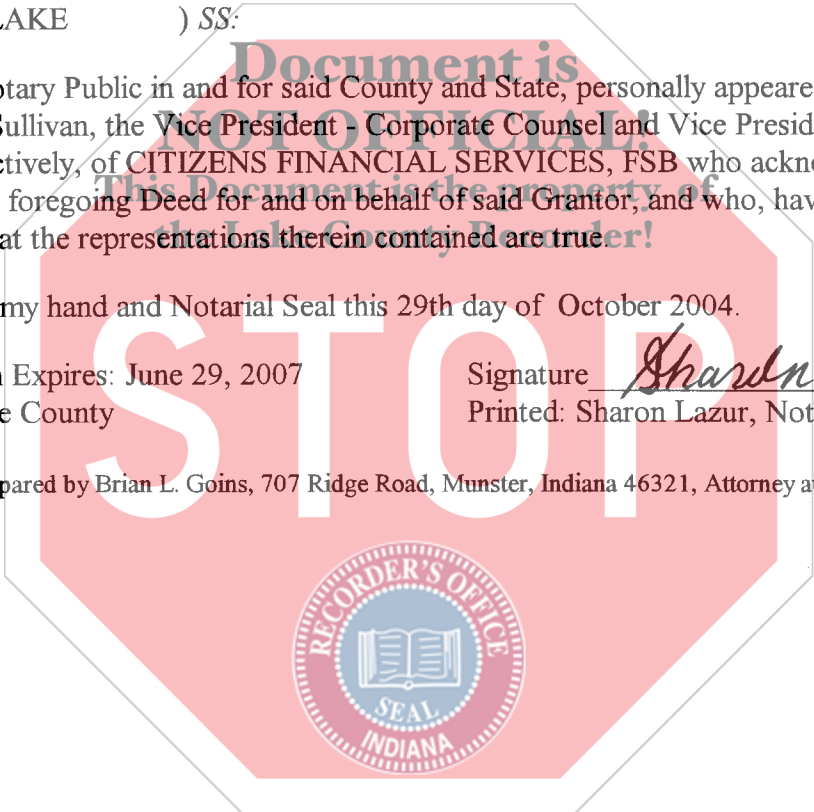 LAKE ) SS:
Document is
otary Public in and for said County and State, personally appeare
NOT OFFICIAL!
Sullivan, the Vice President - Corporate Counsel and Vice Presid
ctively, of CITIZENS FINANCIAL SERVICES, FSB who ackno
This Document is the property of
foregoing Deed for and on behalf of said Grantor, and who, hav
the Lake County Recorder!
at the representations therein contained are true.
my hand and Notarial Seal this 29th day of October 2004.
STOP
n Expires: June 29, 2007 Signature Sharon
e County Printed: Sharon Lazur, Not
pared by Brian L. Goins, 707 Ridge Road, Munster, Indiana 46321, Attorney a
RECORDER'S OFFICE
SEAL
INDIANA